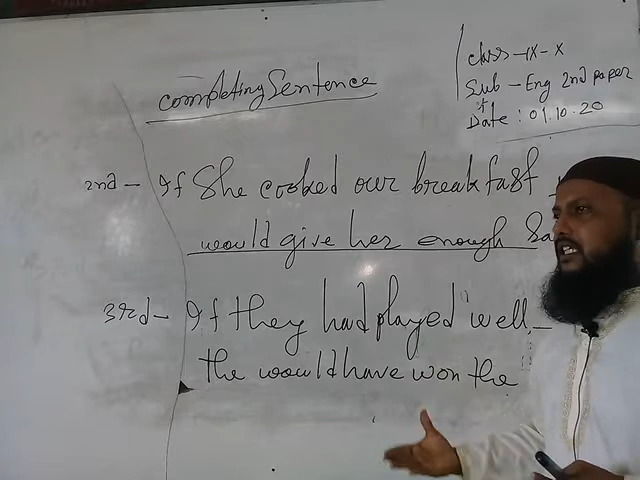 Class - IX - X
Sub - Eng 2nd paper
Date : 01.10.20
Completing Sentence
2nd - If She cooked our breakfast
would give her enough
3rd - If they had played well, -
the would have won the